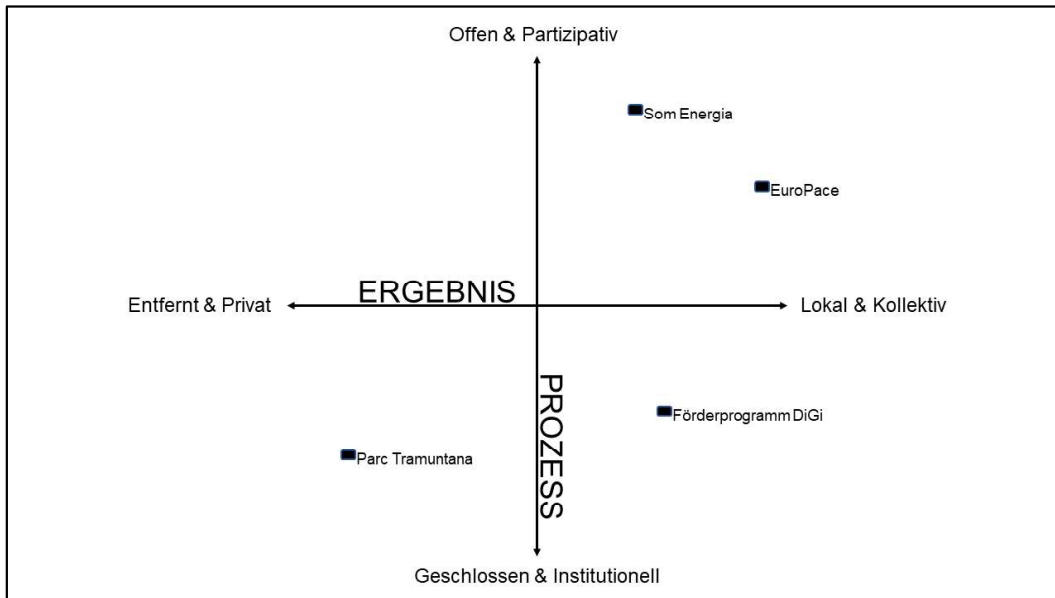 Offen & Partizipativ
Som Energia
EuroPace
ERGEBNIS
Entfernt & Privat
Lokal & Kollektiv
PROZESS
Förderprogramm DiGi
Parc Tramuntana
Geschlossen & Institutionell